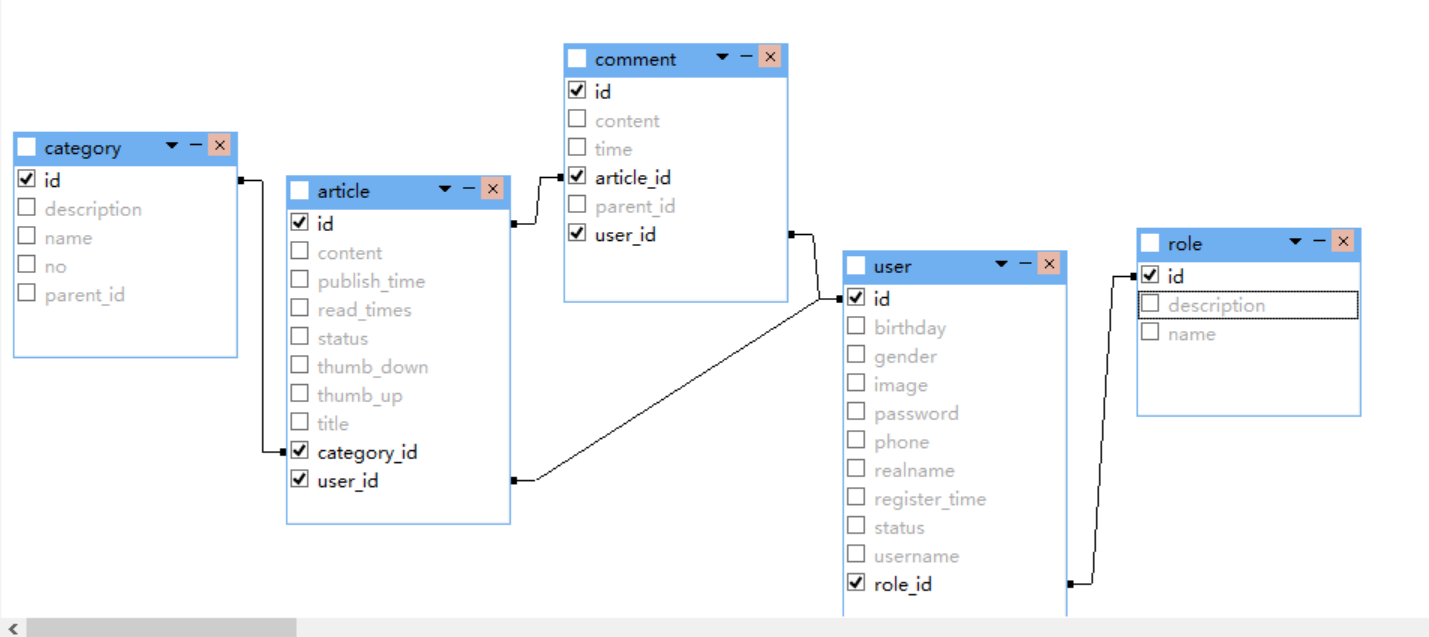 category
id
description
name
no
parent_id
article
id
content
publish_time
read_times
status
thumb_down
thumb_up
title
category_id
user_id
comment
id
content
time
article_id
parent_id
user_id
user
id
birthday
gender
image
password
phone
realname
register_time
status
username
role_id
role
id
description
name